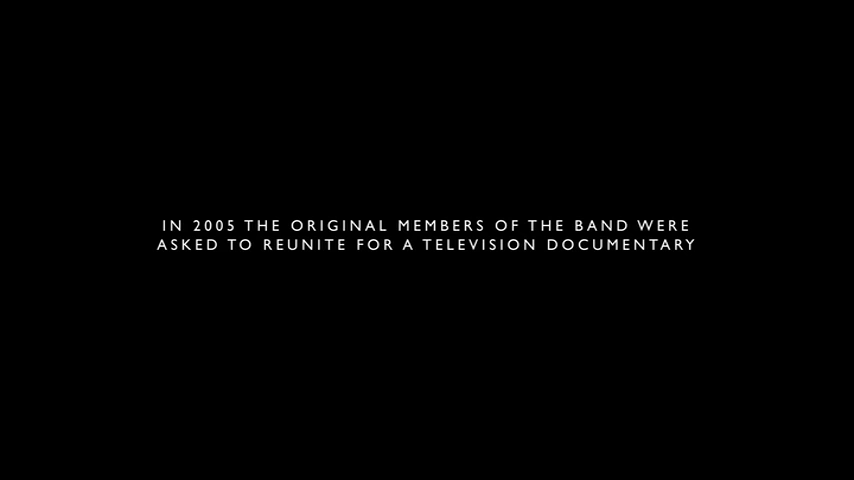 IN 2005 THE ORIGINAL MEMBERS OF THE BAND WERE
ASKED TO REUNITE FOR A TELEVISION DOCUMENTARY